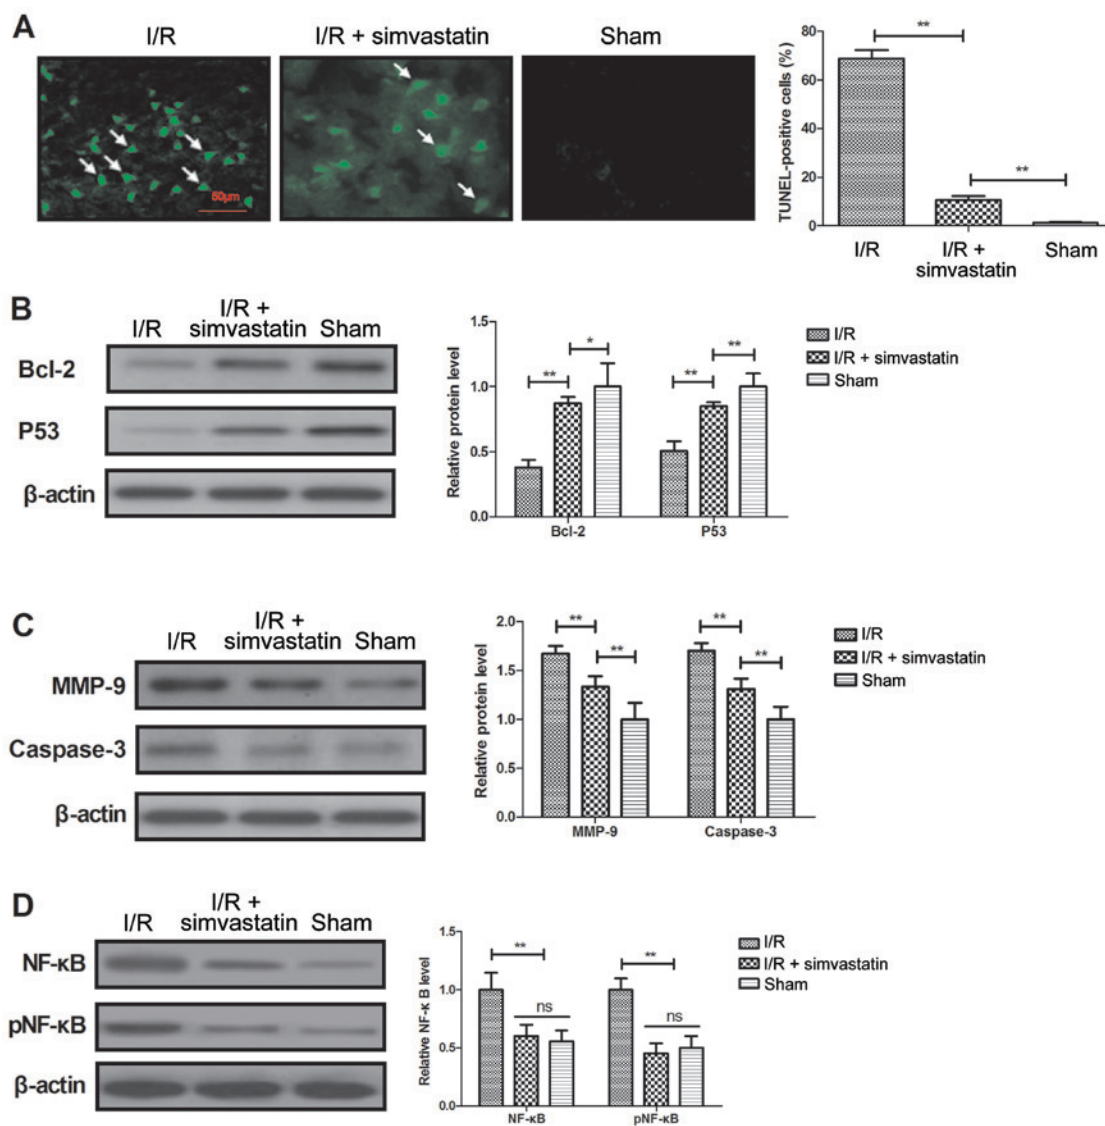 A
I/R
I/R + simvastatin
Sham
50μm
TUNEL-positive cells (%)
80
60
40
20
0
**
**
I/R
I/R +
simvastatin
Sham
B
I/R
I/R +
simvastatin
Sham
Bcl-2
P53
β-actin
Relative protein level
1.5
1.0
0.5
0.0
**
*
**
**
Bcl-2
P53
I/R
I/R + simvastatin
Sham
C
I/R
I/R +
simvastatin
Sham
MMP-9
Caspase-3
β-actin
Relative protein level
2.0
1.5
1.0
0.5
0.0
**
**
**
**
MMP-9
Caspase-3
I/R
I/R + simvastatin
Sham
D
I/R
I/R +
simvastatin
Sham
NF-κB
pNF-κB
β-actin
Relative NF-κ B level
1.5
1.0
0.5
0.0
**
ns
**
ns
NF-κB
pNF-κB
I/R
I/R + simvastatin
Sham